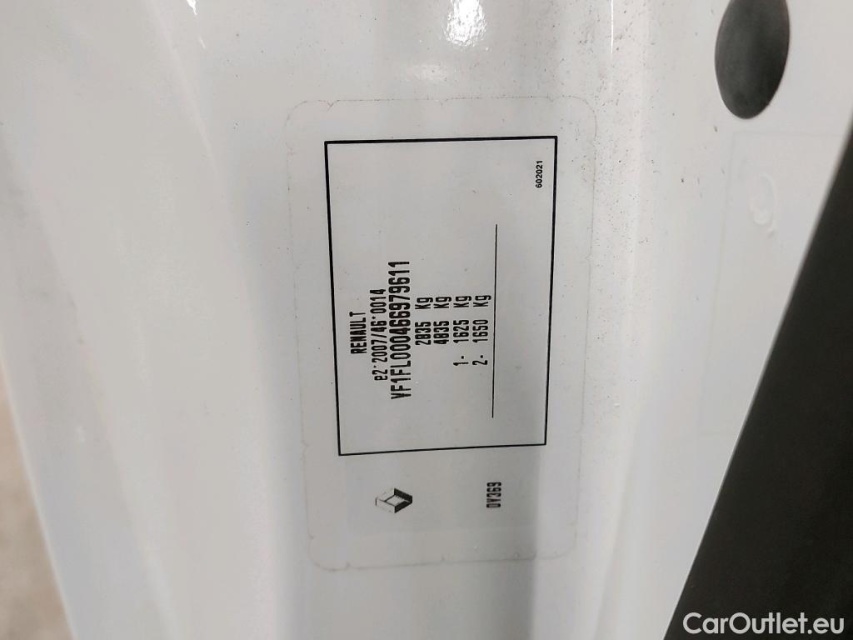 RENAULT
e2*2007/46*0014
VF1FL000466979611
2835 Kg
4835 Kg
1- 1625 Kg
2- 1650 Kg
602021
0V369
CarOutlet.eu